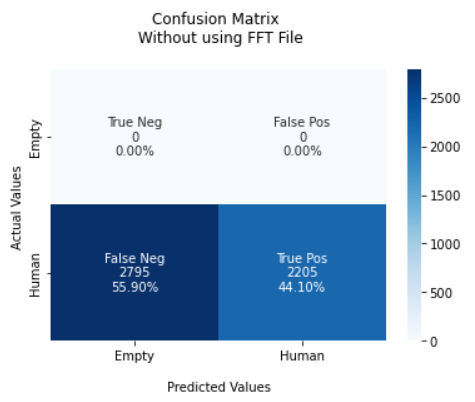 Confusion Matrix
Without using FFT File
Actual Values
Empty
Human
True Neg
0
0.00%
False Pos
0
0.00%
False Neg
2795
55.90%
True Pos
2205
44.10%
Empty
Human
Predicted Values
2500
2000
1500
1000
500
0